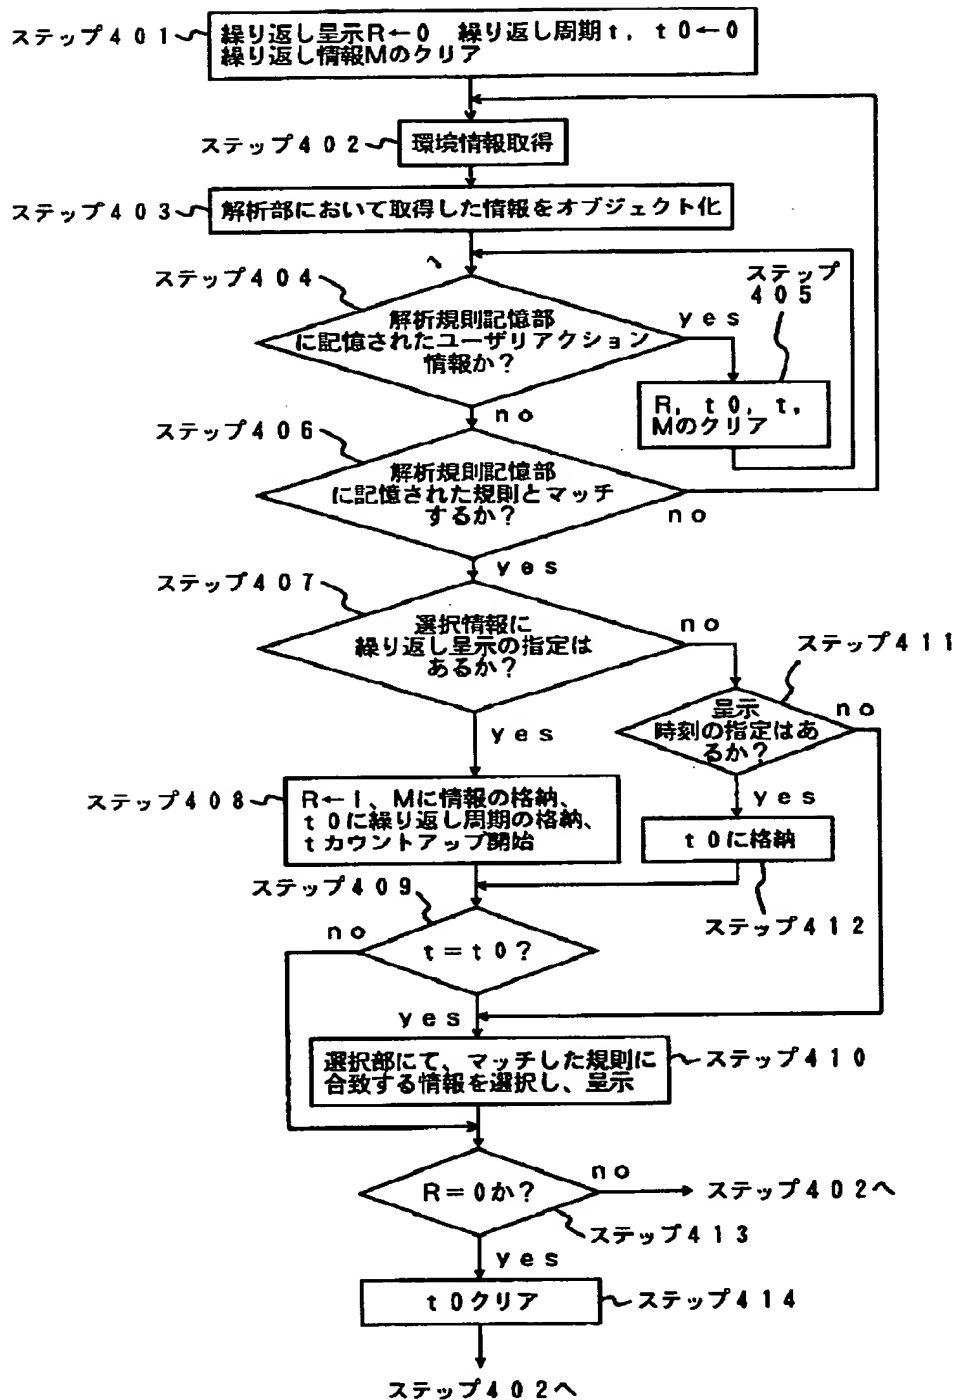 ステップ401
繰り返し呈示R←0 繰り返し周期t，t0←0
繰り返し情報Mのクリア
ステップ402
環境情報取得
ステップ403
解析部において取得した情報をオブジェクト化
ステップ404
解析規則記憶部
に記憶されたユーザリアクション
情報か？
yes
ステップ
405
R，t0，t，
Mのクリア
no
ステップ406
解析規則記憶部
に記憶された規則とマッチ
するか？
no
yes
ステップ407
選択情報に
繰り返し呈示の指定は
あるか？
no
ステップ411
呈示
時刻の指定はあ
るか？
no
yes
yes
ステップ408
R←1、Mに情報の格納、
t0に繰り返し周期の格納、
tカウントアップ開始
t0に格納
ステップ412
ステップ409
no
t＝t0？
yes
選択部にて、マッチした規則に
合致する情報を選択し、呈示
ステップ410
R＝0か？
no
ステップ402へ
ステップ413
yes
t0クリア
ステップ414
ステップ402へ